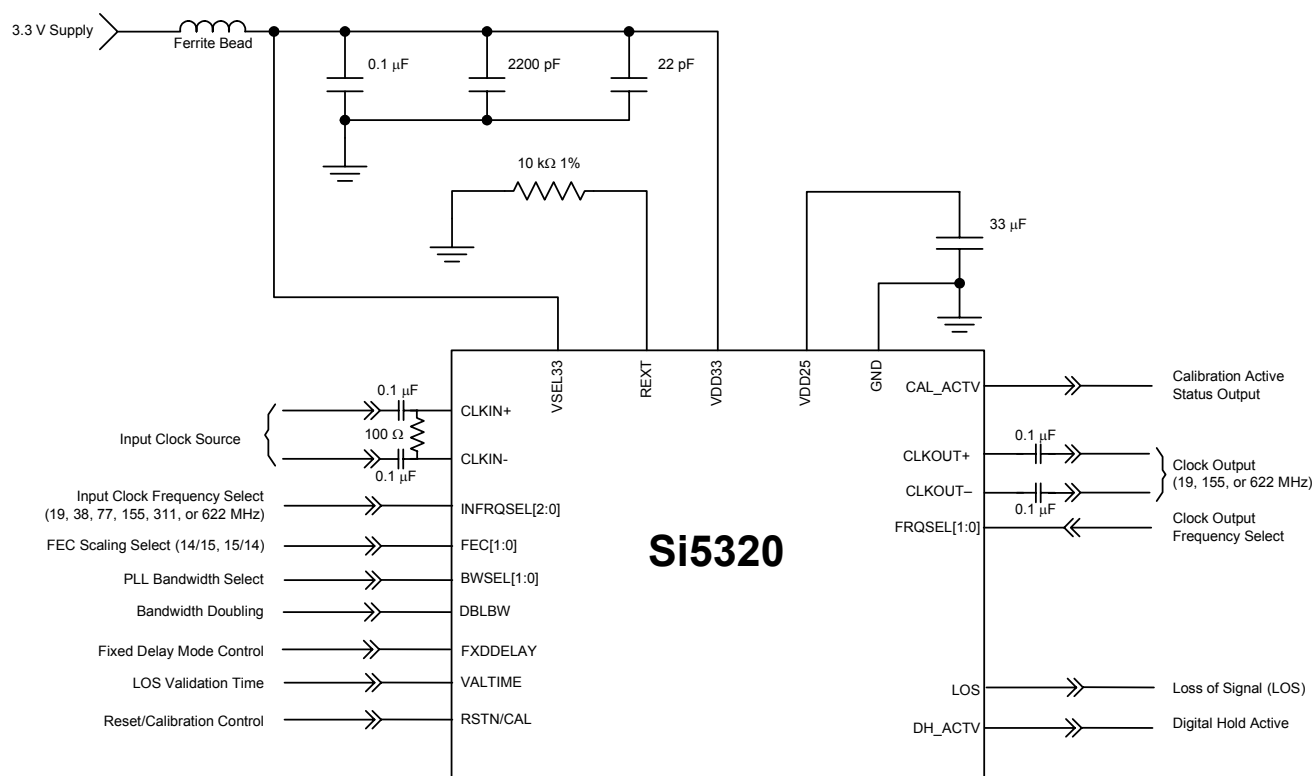 3.3 V Supply
Ferrite Bead
0.1 μF
2200 pF
22 pF
10 kΩ 1%
33 μF
VSEL33
REXT
VDD33
VDD25
GND
Input Clock Source
0.1 μF
100 Ω
0.1 μF
CLKIN+
CLKIN-
Input Clock Frequency Select
(19, 38, 77, 155, 311, or 622 MHz)
INFRQSEL[2:0]
FEC Scaling Select (14/15, 15/14)
FEC[1:0]
PLL Bandwidth Select
BWSEL[1:0]
Bandwidth Doubling
DBLBW
Fixed Delay Mode Control
FXDDELAY
LOS Validation Time
VALTIME
Reset/Calibration Control
RSTN/CAL
Si5320
CAL_ACTV
Calibration Active
Status Output
CLKOUT+
0.1 μF
CLKOUT–
0.1 μF
Clock Output
(19, 155, or 622 MHz)
FRQSEL[1:0]
Clock Output
Frequency Select
LOS
Loss of Signal (LOS)
DH_ACTV
Digital Hold Active